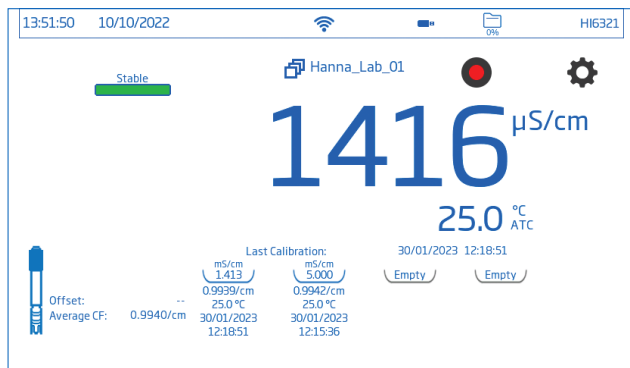 13:51:50 10/10/2022 0% HI6321
Stable
Hanna_Lab_01
1416 µS/cm
25.0 °C
ATC
Last Calibration: 30/01/2023 12:18:51
mS/cm mS/cm
1.413 5.000 Empty Empty
0.9939/cm 0.9942/cm
Offset: -- 25.0 °C 25.0 °C
Average CF: 0.9940/cm 30/01/2023 30/01/2023
12:18:51 12:15:36